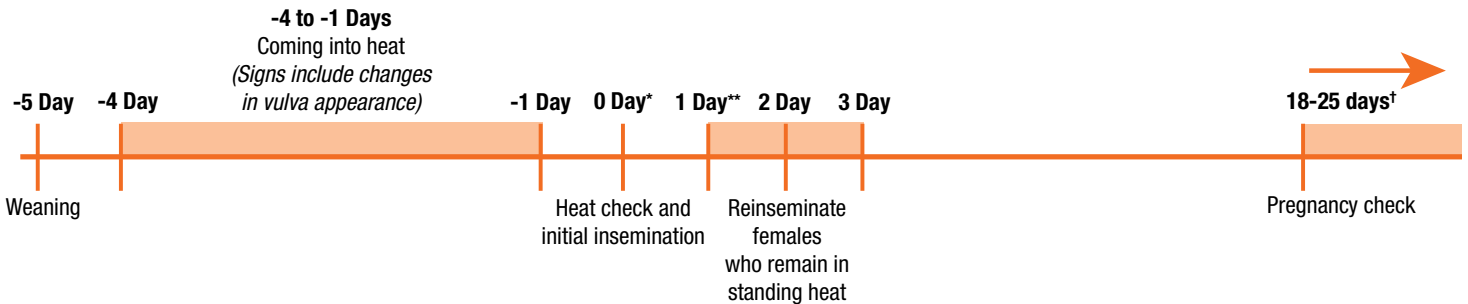 -4 to -1 Days
Coming into heat
(Signs include changes
in vulva appearance)
-5 Day
-4 Day
-1 Day
0 Day*
1 Day**
2 Day
3 Day
18-25 days†
Weaning
Heat check and
initial insemination
Reinseminate
females
who remain in
standing heat
Pregnancy check